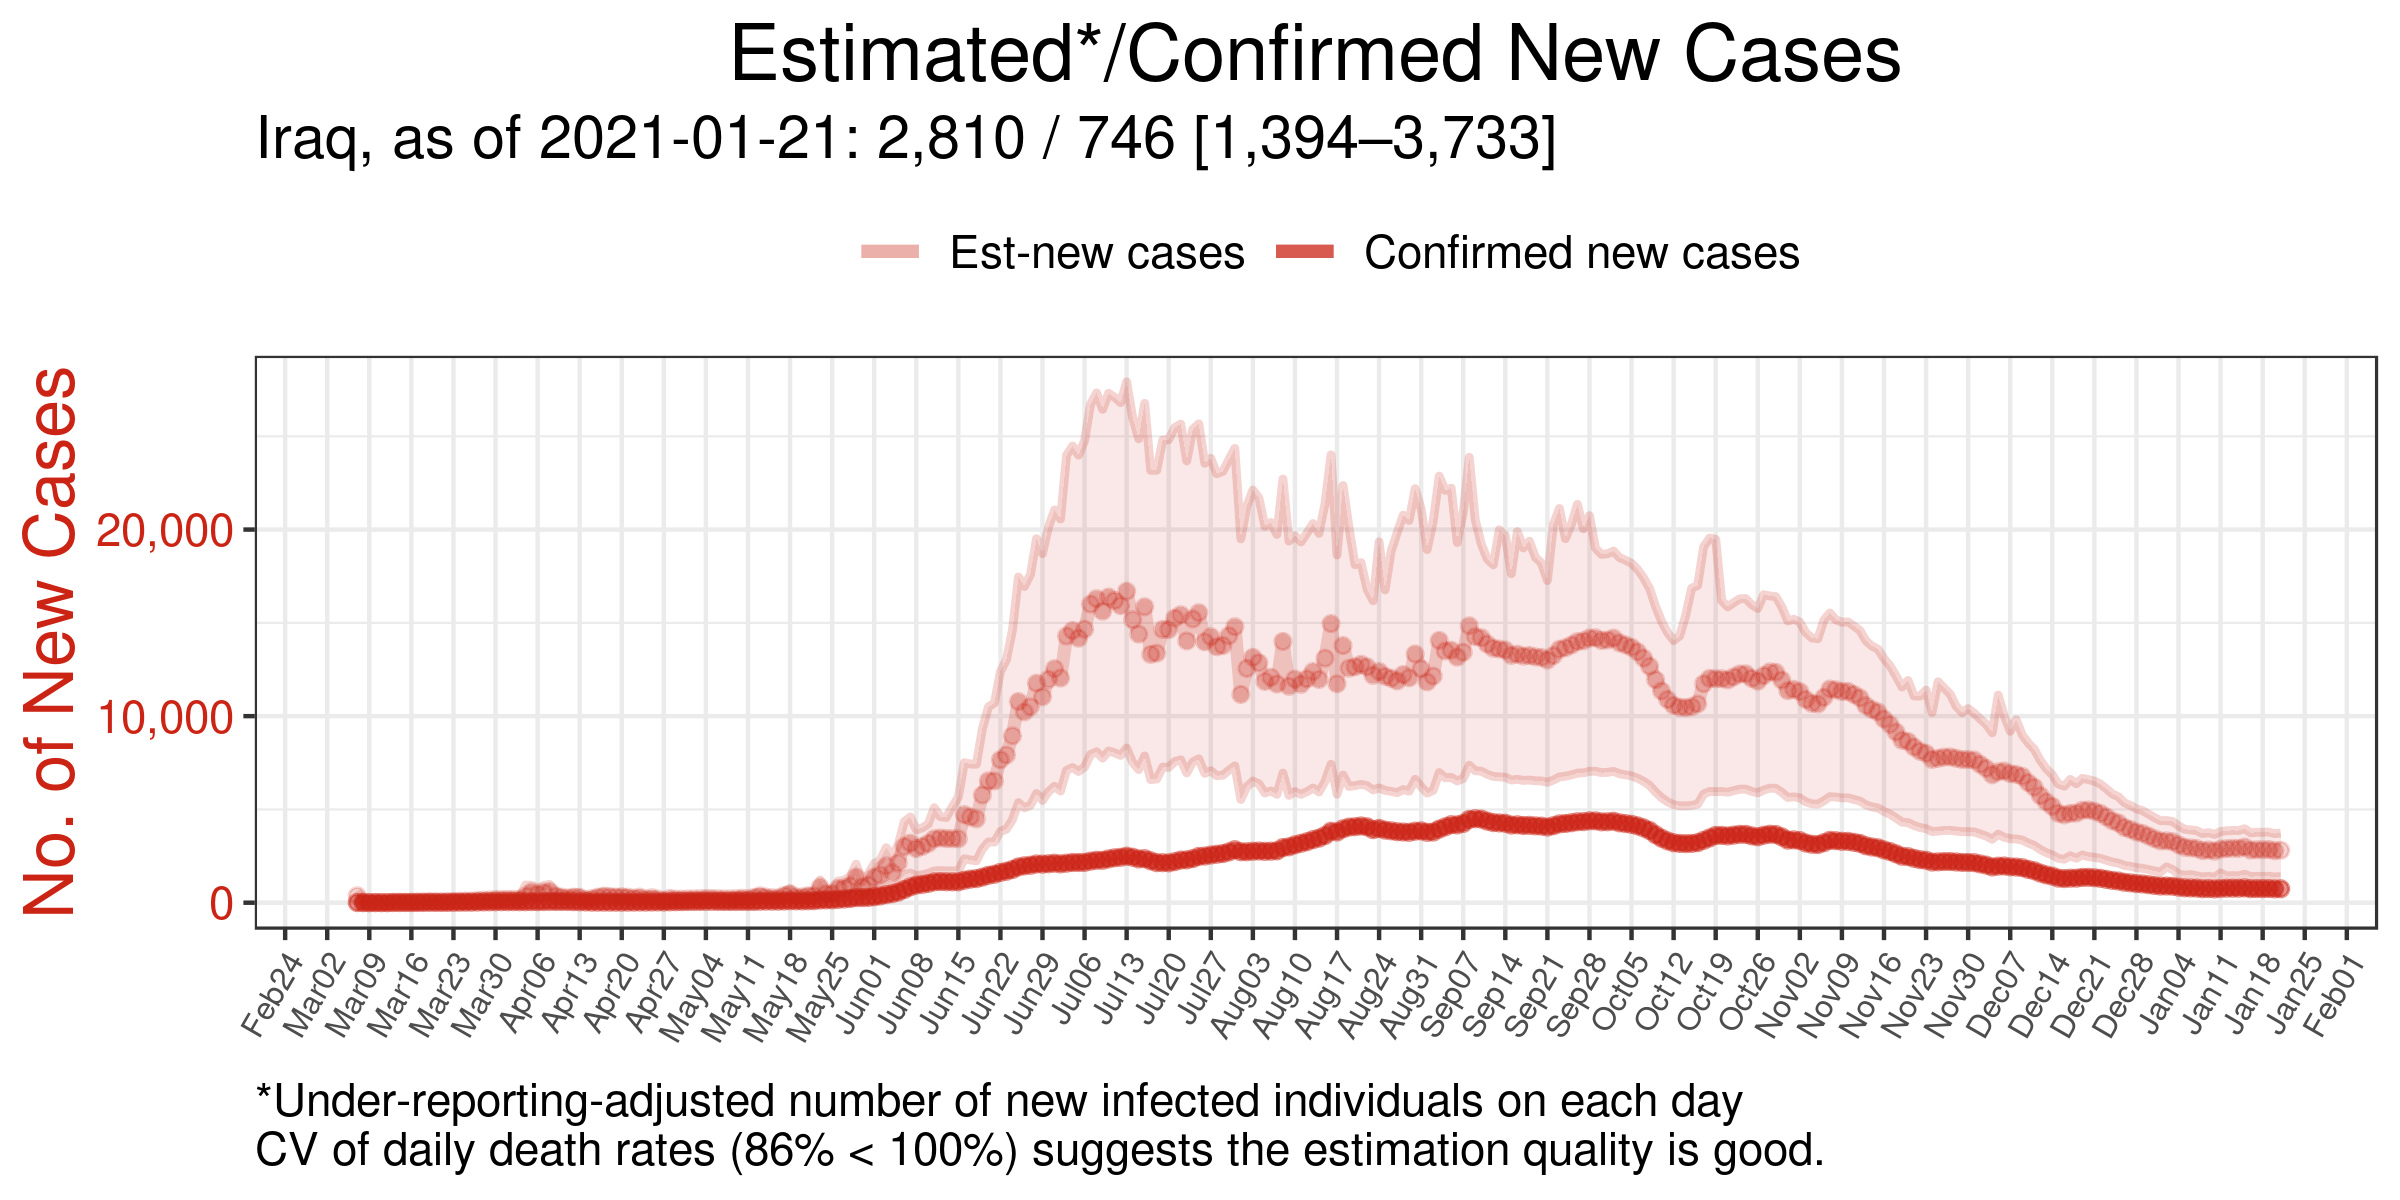 Estimated*/Confirmed New Cases
Iraq, as of 2021-01-21: 2,810 / 746 [1,394–3,733]
Est-new cases
Confirmed new cases
No. of New Cases
20,000
10,000
0
Feb24
Mar02
Mar09
Mar16
Mar23
Mar30
Apr06
Apr13
Apr20
Apr27
May04
May11
May18
May25
Jun01
Jun08
Jun15
Jun22
Jun29
Jul06
Jul13
Jul20
Jul27
Aug03
Aug10
Aug17
Aug24
Aug31
Sep07
Sep14
Sep21
Sep28
Oct05
Oct12
Oct19
Oct26
Nov02
Nov09
Nov16
Nov23
Nov30
Dec07
Dec14
Dec21
Dec28
Jan04
Jan11
Jan18
Jan25
Feb01
*Under-reporting-adjusted number of new infected individuals on each day
CV of daily death rates (86% < 100%) suggests the estimation quality is good.